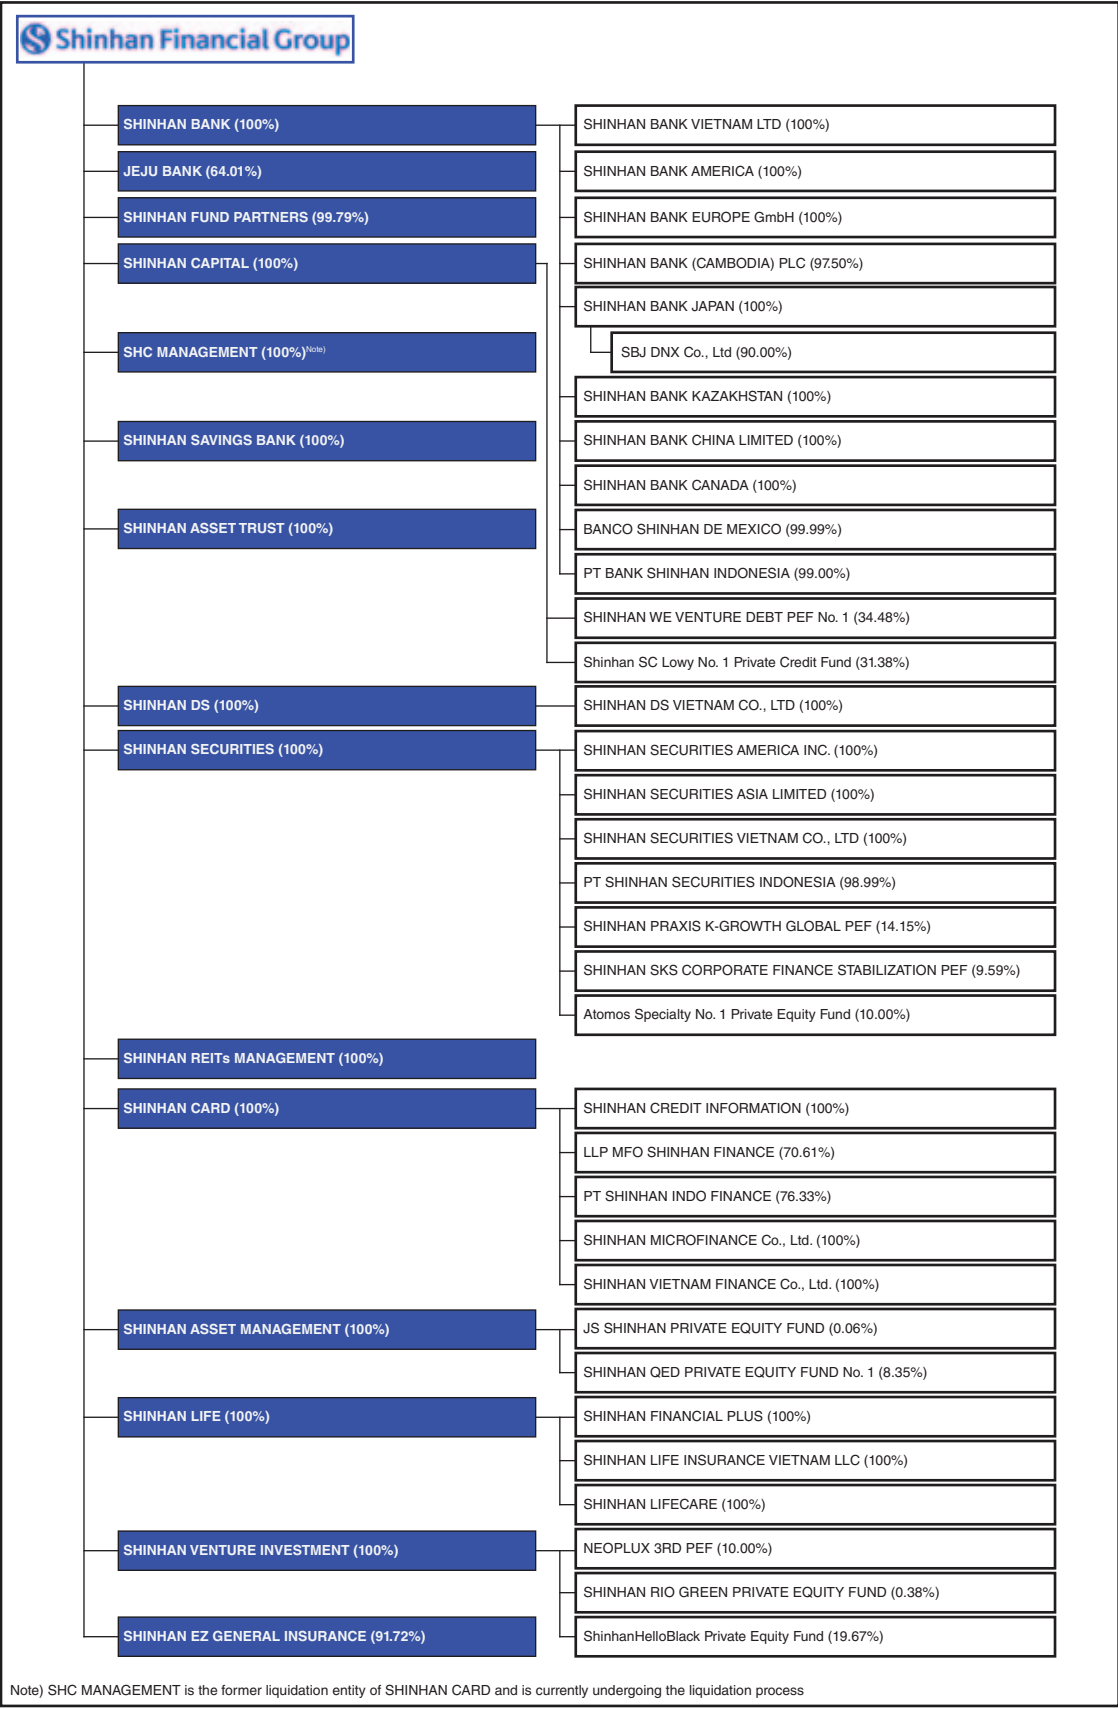 Shinhan Financial Group
SHINHAN BANK (100%)
SHINHAN BANK VIETNAM LTD (100%)
JEJU BANK (64.01%)
SHINHAN BANK AMERICA (100%)
SHINHAN FUND PARTNERS (99.79%)
SHINHAN BANK EUROPE GmbH (100%)
SHINHAN CAPITAL (100%)
SHINHAN BANK (CAMBODIA) PLC (97.50%)
SHINHAN BANK JAPAN (100%)
SHC MANAGEMENT (100%)Note)
SBJ DNX Co., Ltd (90.00%)
SHINHAN BANK KAZAKHSTAN (100%)
SHINHAN SAVINGS BANK (100%)
SHINHAN BANK CHINA LIMITED (100%)
SHINHAN BANK CANADA (100%)
SHINHAN ASSET TRUST (100%)
BANCO SHINHAN DE MEXICO (99.99%)
PT BANK SHINHAN INDONESIA (99.00%)
SHINHAN WE VENTURE DEBT PEF No. 1 (34.48%)
Shinhan SC Lowy No. 1 Private Credit Fund (31.38%)
SHINHAN DS (100%)
SHINHAN DS VIETNAM CO., LTD (100%)
SHINHAN SECURITIES (100%)
SHINHAN SECURITIES AMERICA INC. (100%)
SHINHAN SECURITIES ASIA LIMITED (100%)
SHINHAN SECURITIES VIETNAM CO., LTD (100%)
PT SHINHAN SECURITIES INDONESIA (98.99%)
SHINHAN PRAXIS K-GROWTH GLOBAL PEF (14.15%)
SHINHAN SKS CORPORATE FINANCE STABILIZATION PEF (9.59%)
Atomos Specialty No. 1 Private Equity Fund (10.00%)
SHINHAN REITs MANAGEMENT (100%)
SHINHAN CARD (100%)
SHINHAN CREDIT INFORMATION (100%)
LLP MFO SHINHAN FINANCE (70.61%)
PT SHINHAN INDO FINANCE (76.33%)
SHINHAN MICROFINANCE Co., Ltd. (100%)
SHINHAN VIETNAM FINANCE Co., Ltd. (100%)
SHINHAN ASSET MANAGEMENT (100%)
JS SHINHAN PRIVATE EQUITY FUND (0.06%)
SHINHAN QED PRIVATE EQUITY FUND No. 1 (8.35%)
SHINHAN LIFE (100%)
SHINHAN FINANCIAL PLUS (100%)
SHINHAN LIFE INSURANCE VIETNAM LLC (100%)
SHINHAN LIFECARE (100%)
SHINHAN VENTURE INVESTMENT (100%)
NEOPLUX 3RD PEF (10.00%)
SHINHAN RIO GREEN PRIVATE EQUITY FUND (0.38%)
SHINHAN EZ GENERAL INSURANCE (91.72%)
ShinhanHelloBlack Private Equity Fund (19.67%)
Note) SHC MANAGEMENT is the former liquidation entity of SHINHAN CARD and is currently undergoing the liquidation process